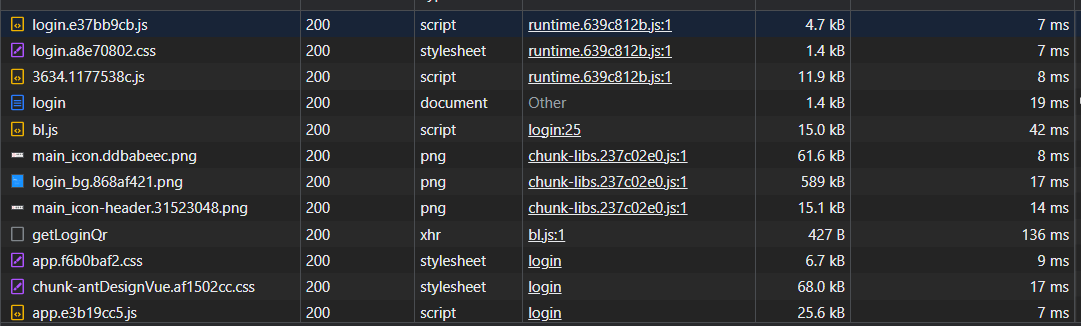 login.e37bb9cb.js 200 script runtime.639c812b.js:1 4.7 kB 7 ms
login.a8e70802.css 200 stylesheet runtime.639c812b.js:1 1.4 kB 7 ms
3634.1177538c.js 200 script runtime.639c812b.js:1 11.9 kB 8 ms
login 200 document Other 1.4 kB 19 ms
bl.js 200 script login:25 15.0 kB 42 ms
main_icon.ddbabeec.png 200 png chunk-libs.237c02e0.js:1 61.6 kB 8 ms
login_bg.868af421.png 200 png chunk-libs.237c02e0.js:1 589 kB 17 ms
main_icon-header.31523048.png 200 png chunk-libs.237c02e0.js:1 15.1 kB 14 ms
getLoginQr 200 xhr bl.js:1 427 B 136 ms
app.f6b0baf2.css 200 stylesheet login 6.7 kB 9 ms
chunk-antDesignVue.af1502cc.css 200 stylesheet login 68.0 kB 17 ms
app.e3b19cc5.js 200 script login 25.6 kB 7 ms